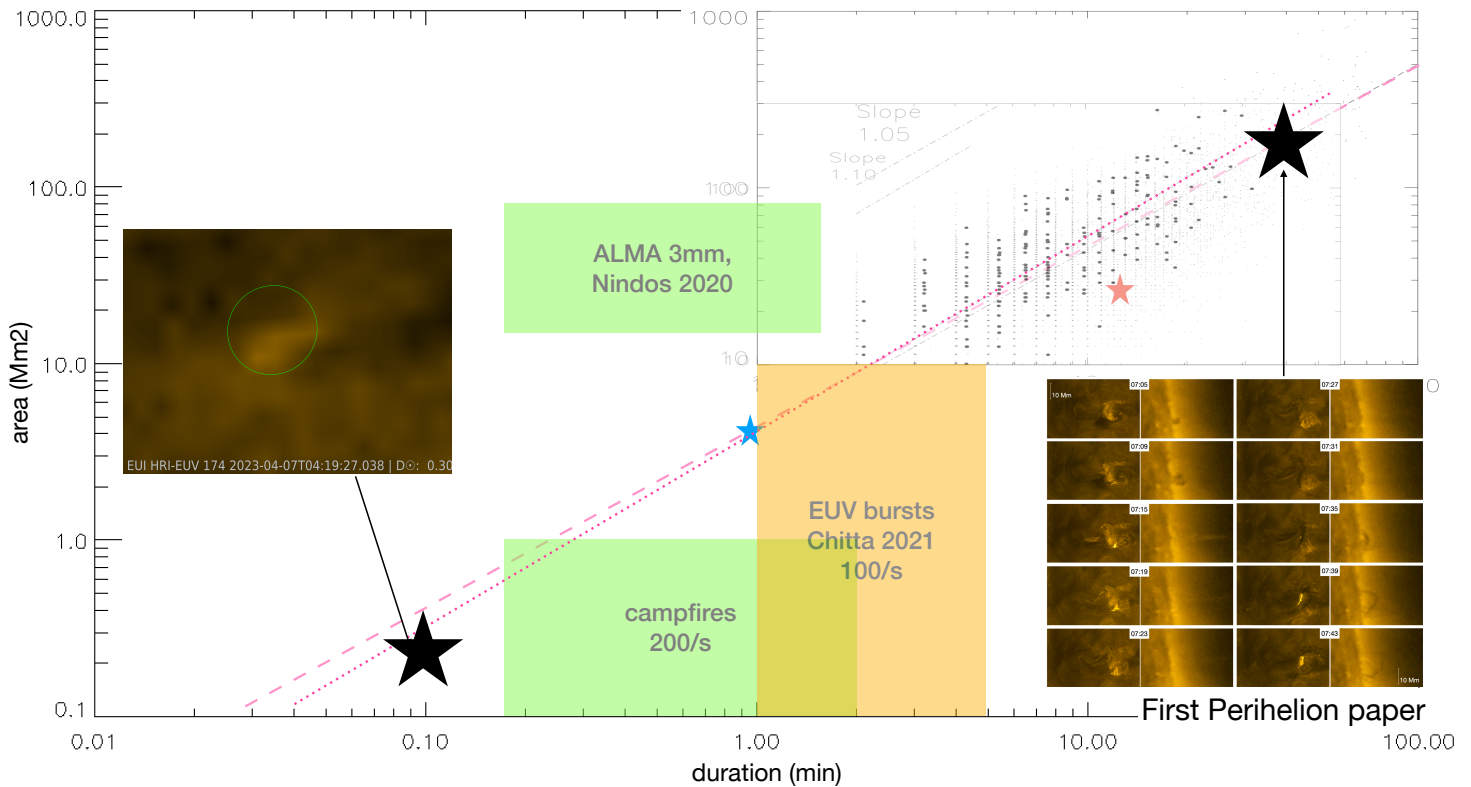 1000.0
100.0
10.0
1.0
0.1
area (Mm2)
0.01
0.10
1.00
10.00
100.00
duration (min)
1000
100
10
Slope
1.05
Slope
1.10
ALMA 3mm,
Nindos 2020
EUV bursts
Chitta 2021
100/s
campfires
200/s
EUI HRI-EUV 174 2023-04-07T04:19:27.038 | D☉: 0.30
10 Mm
07:05
07:27
07:09
07:31
07:15
07:35
07:19
07:39
07:23
07:43
10 Mm
First Perihelion paper